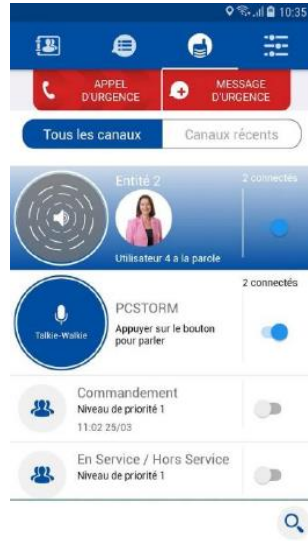 10:35
APPEL
D'URGENCE
MESSAGE
D'URGENCE
Tous les canaux
Canaux récents
Entité 2
2 connectés
Utilisateur 4 a la parole
2 connectés
PCSTORM
Talkie-Walkie
Appuyer sur le bouton
pour parler
Commandement
Niveau de priorité 1
11:02 25/03
En Service / Hors Service
Niveau de priorité 1